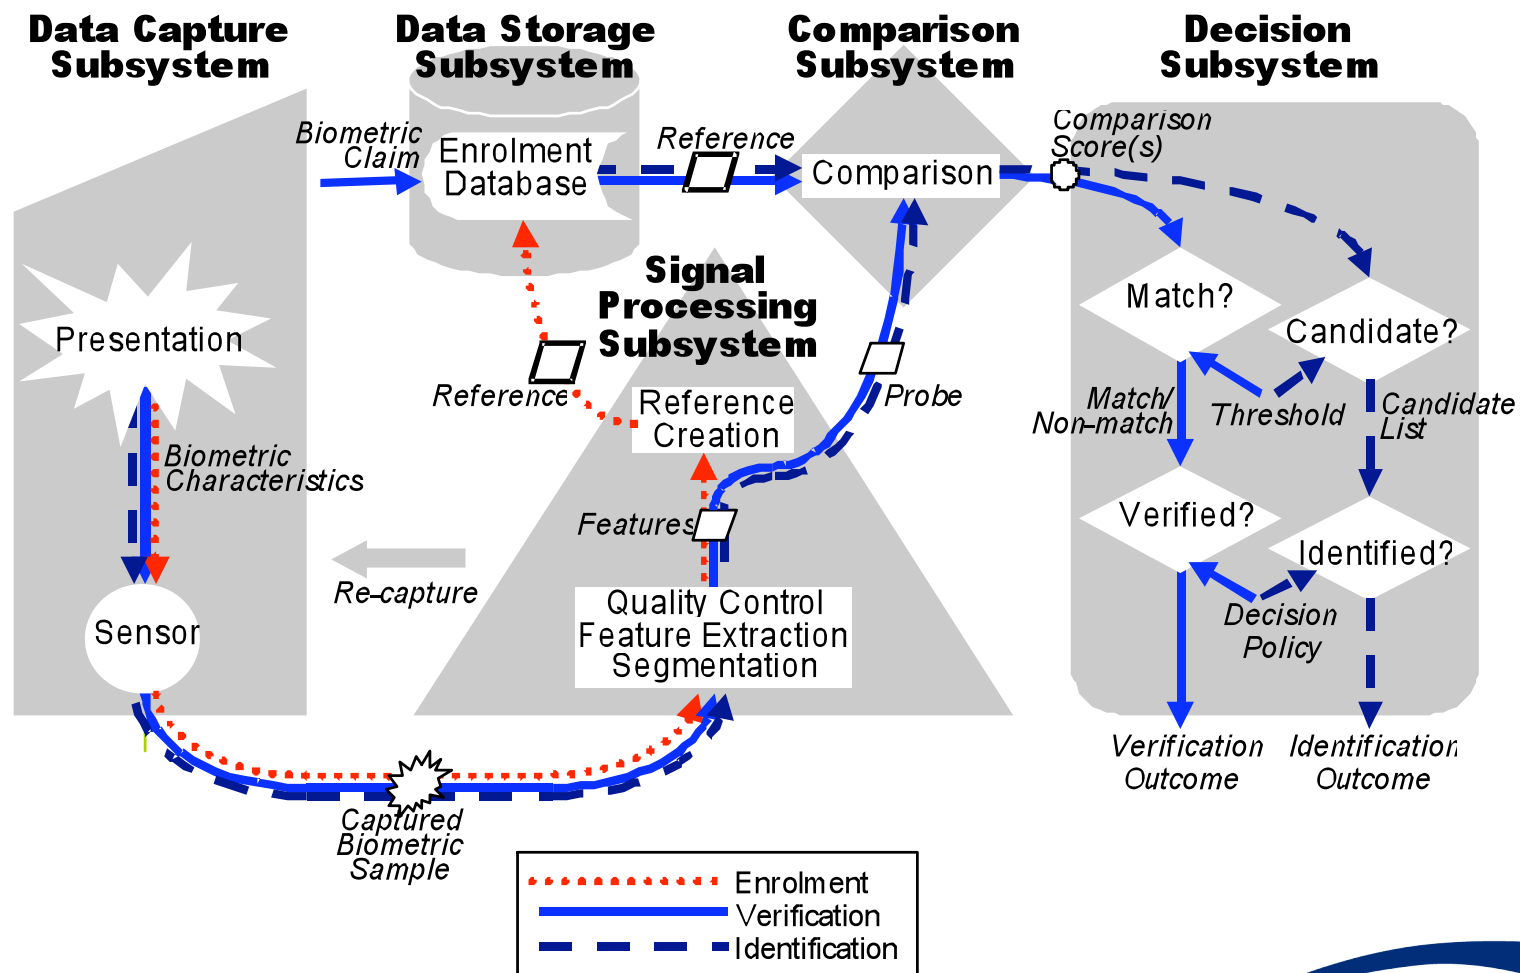 Data Capture
Subsystem
Data Storage
Subsystem
Comparison
Subsystem
Decision
Subsystem
Biometric
Claim
Enrolment
Database
Reference
Comparison
Comparison
Score(s)
Presentation
Signal
Processing
Subsystem
Match?
Candidate?
Reference
Reference
Creation
Probe
Match/
Non-match
Threshold
Candidate
List
Biometric
Characteristics
Features
Verified?
Identified?
Re-capture
Sensor
Quality Control
Feature Extraction
Segmentation
Decision
Policy
Verification
Outcome
Identification
Outcome
Captured
Biometric
Sample
Enrolment
Verification
Identification